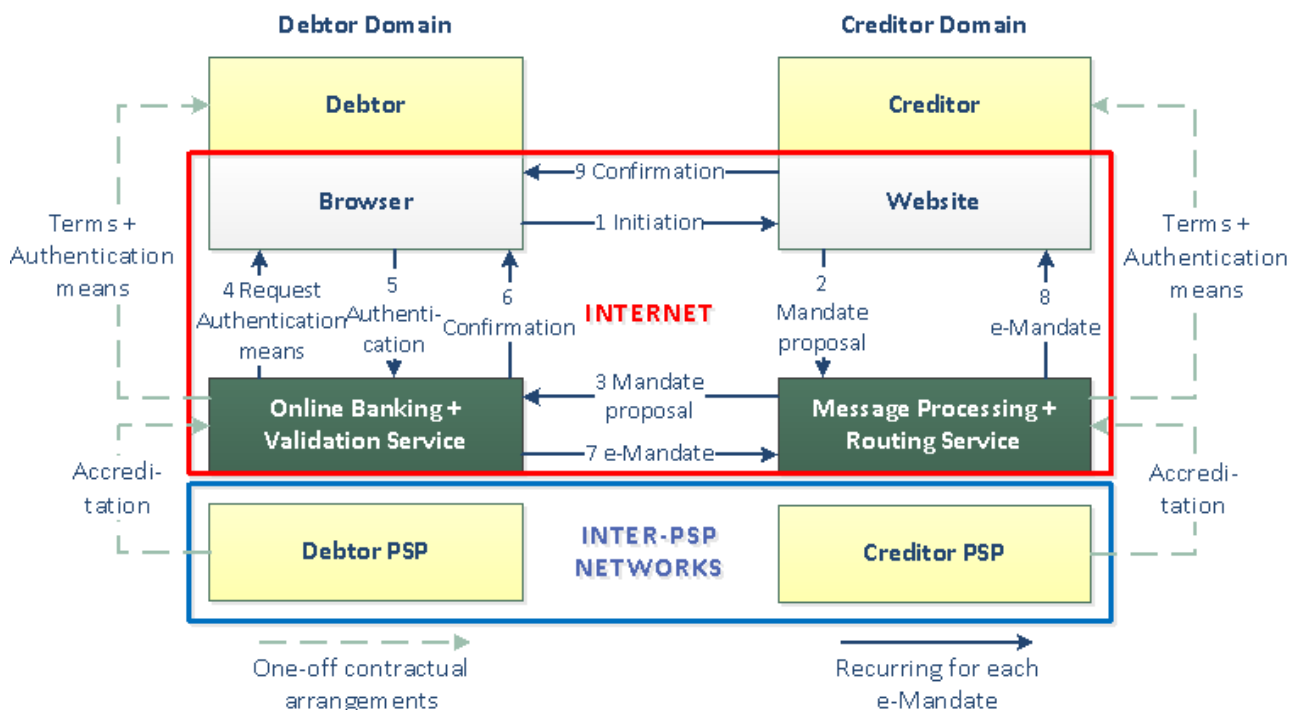 Debtor Domain
Creditor Domain
Debtor
Creditor
9 Confirmation
Browser
Website
1 Initiation
Terms +
Authentication
means
Terms +
Authentication
means
4 Request
Authentication
means
5
Authenti-
cation
6
Confirmation
INTERNET
2
Mandate
proposal
8
e-Mandate
3 Mandate
proposal
Online Banking +
Validation Service
Message Processing +
Routing Service
7 e-Mandate
Accredi-
tation
Accredi-
tation
Debtor PSP
INTER-PSP
NETWORKS
Creditor PSP
One-off contractual
arrangements
Recurring for each
e-Mandate